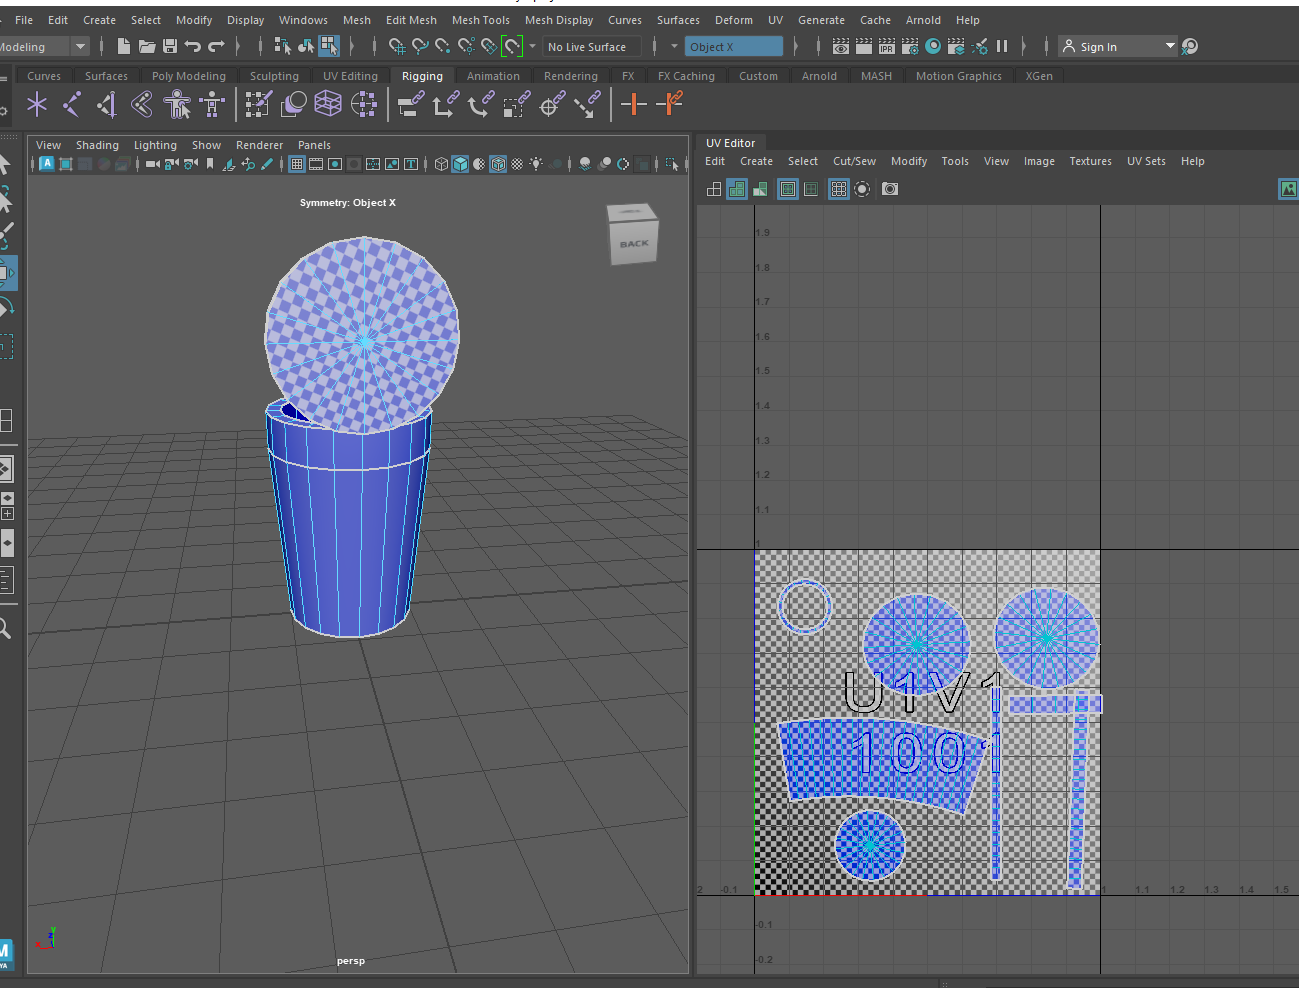 File Edit Create Select Modify Display Windows Mesh Edit Mesh Mesh Tools Mesh Display Curves Surfaces Deform UV Generate Cache Arnold Help
Modeling No Live Surface Object X IPR Sign In
Curves Surfaces Poly Modeling Sculpting UV Editing Rigging Animation Rendering FX FX Caching Custom Arnold MASH Motion Graphics XGen
View Shading Lighting Show Renderer Panels
Symmetry: Object X
BACK
persp
UV Editor
Edit Create Select Cut/Sew Modify Tools View Image Textures UV Sets Help
1.9
1.8
1.7
1.6
1.5
1.4
1.3
1.2
1.1
1
U1V1
1001
2 -0.1 1 1.1 1.2 1.3 1.4 1.5
-0.1
-0.2